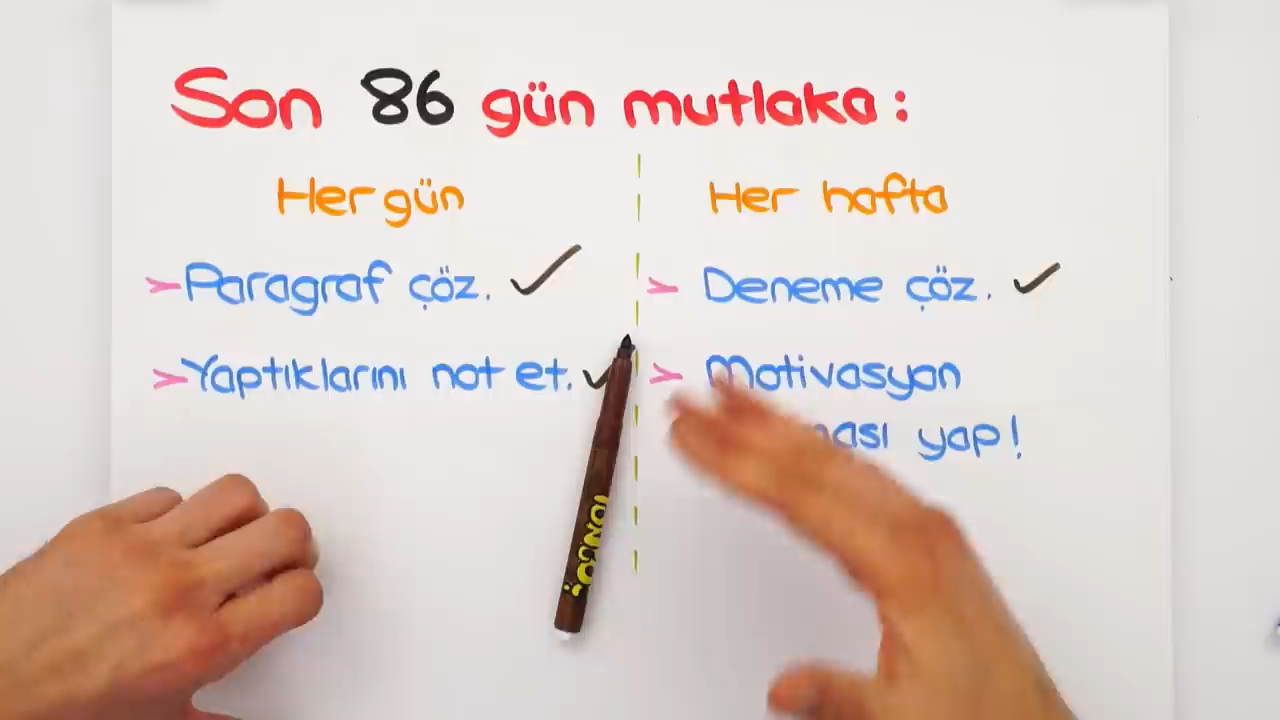 Son 86 gün mutlaka:
Her gün
➢Paragraf çöz. ✓
➢Yaptıklarını not et. ✓
Her hafta
➢ Deneme çöz. ✓
➢ Motivasyon
yap!